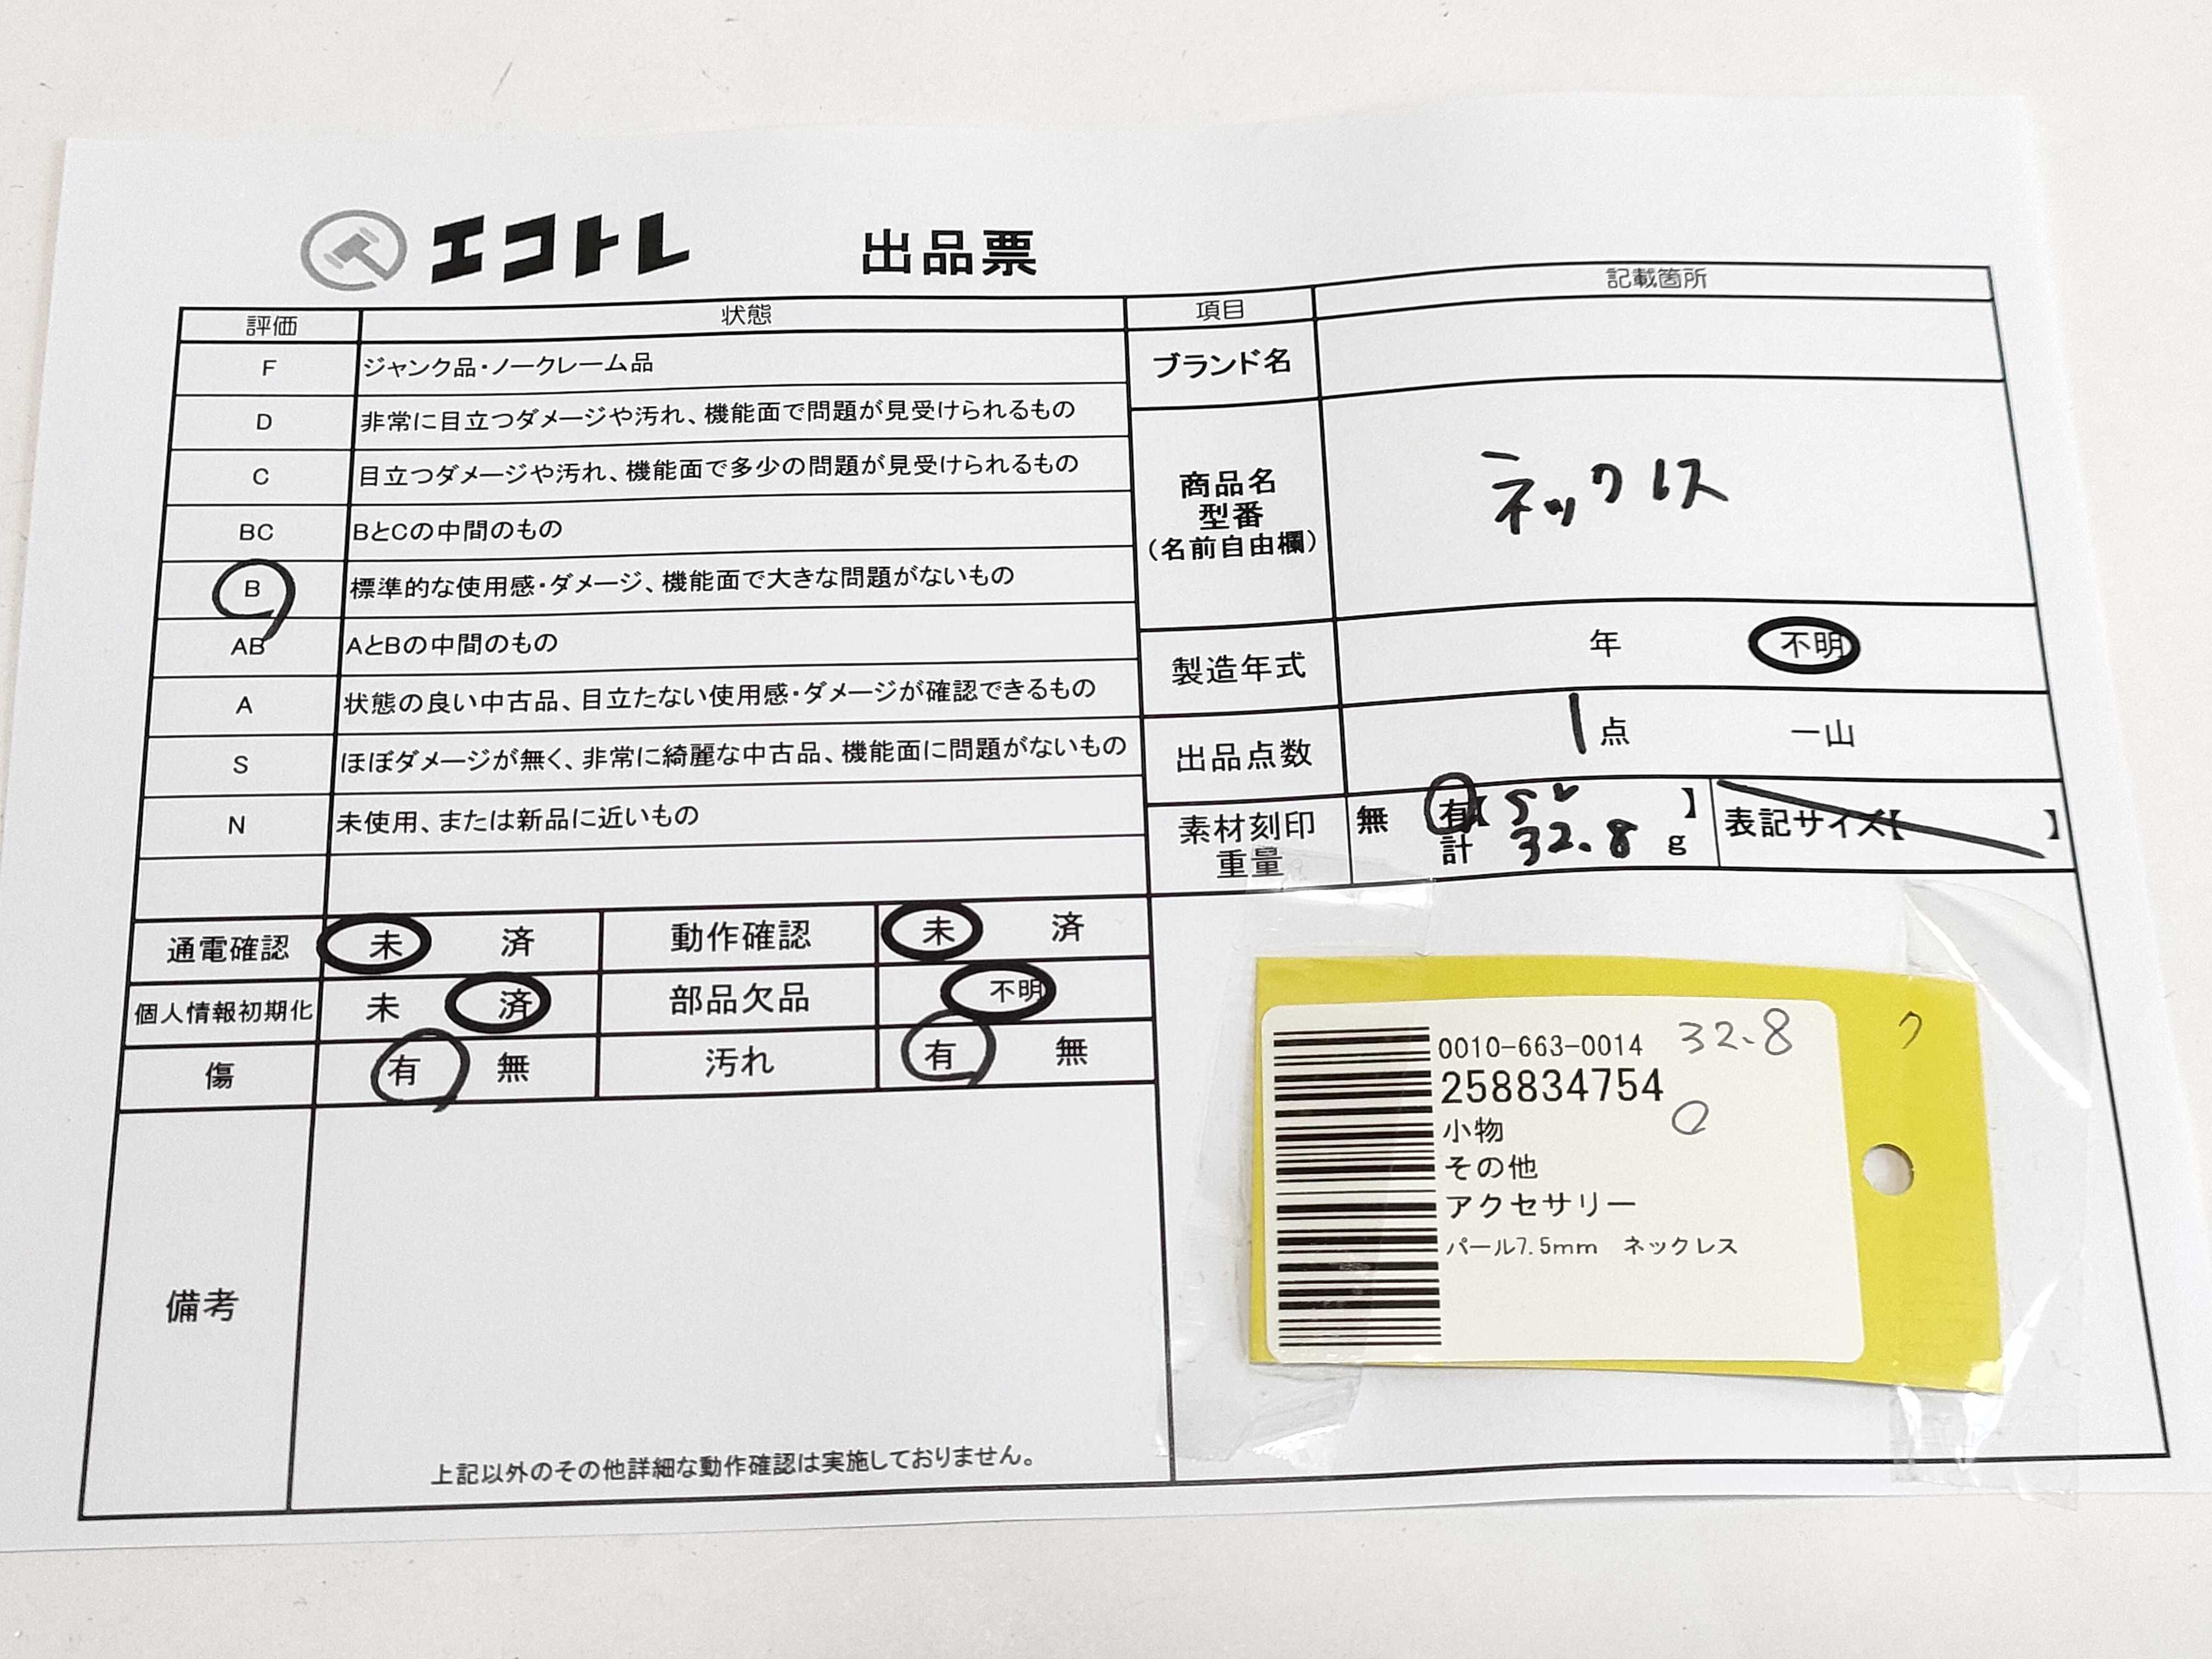 エコトレ 出品票
評価 状態
F ジャンク品・ノークレーム品
D 非常に目立つダメージや汚れ、機能面で問題が見受けられるもの
C 目立つダメージや汚れ、機能面で多少の問題が見受けられるもの
BC BとCの中間のもの
B 標準的な使用感・ダメージ、機能面で大きな問題がないもの
AB AとBの中間のもの
A 状態の良い中古品、目立たない使用感・ダメージが確認できるもの
S ほぼダメージが無く、非常に綺麗な中古品、機能面に問題がないもの
N 未使用、または新品に近いもの
通電確認 未 済 動作確認 未 済
個人情報初期化 未 済 部品欠品 不明
傷 有 無 汚れ 有 無
備考
上記以外のその他詳細な動作確認は実施しておりません。
項目 記載箇所
ブランド名
商品名
型番
(名前自由欄)
ネックレス
製造年式 年 不明
出品点数 1点 一山
素材刻印 無 有【SV】 表記サイズ【 】
重量 計 32.8 g
0010-663-0014 32.8 ク
258834754
小物
その他
アクセサリー
パール7.5mm ネックレス